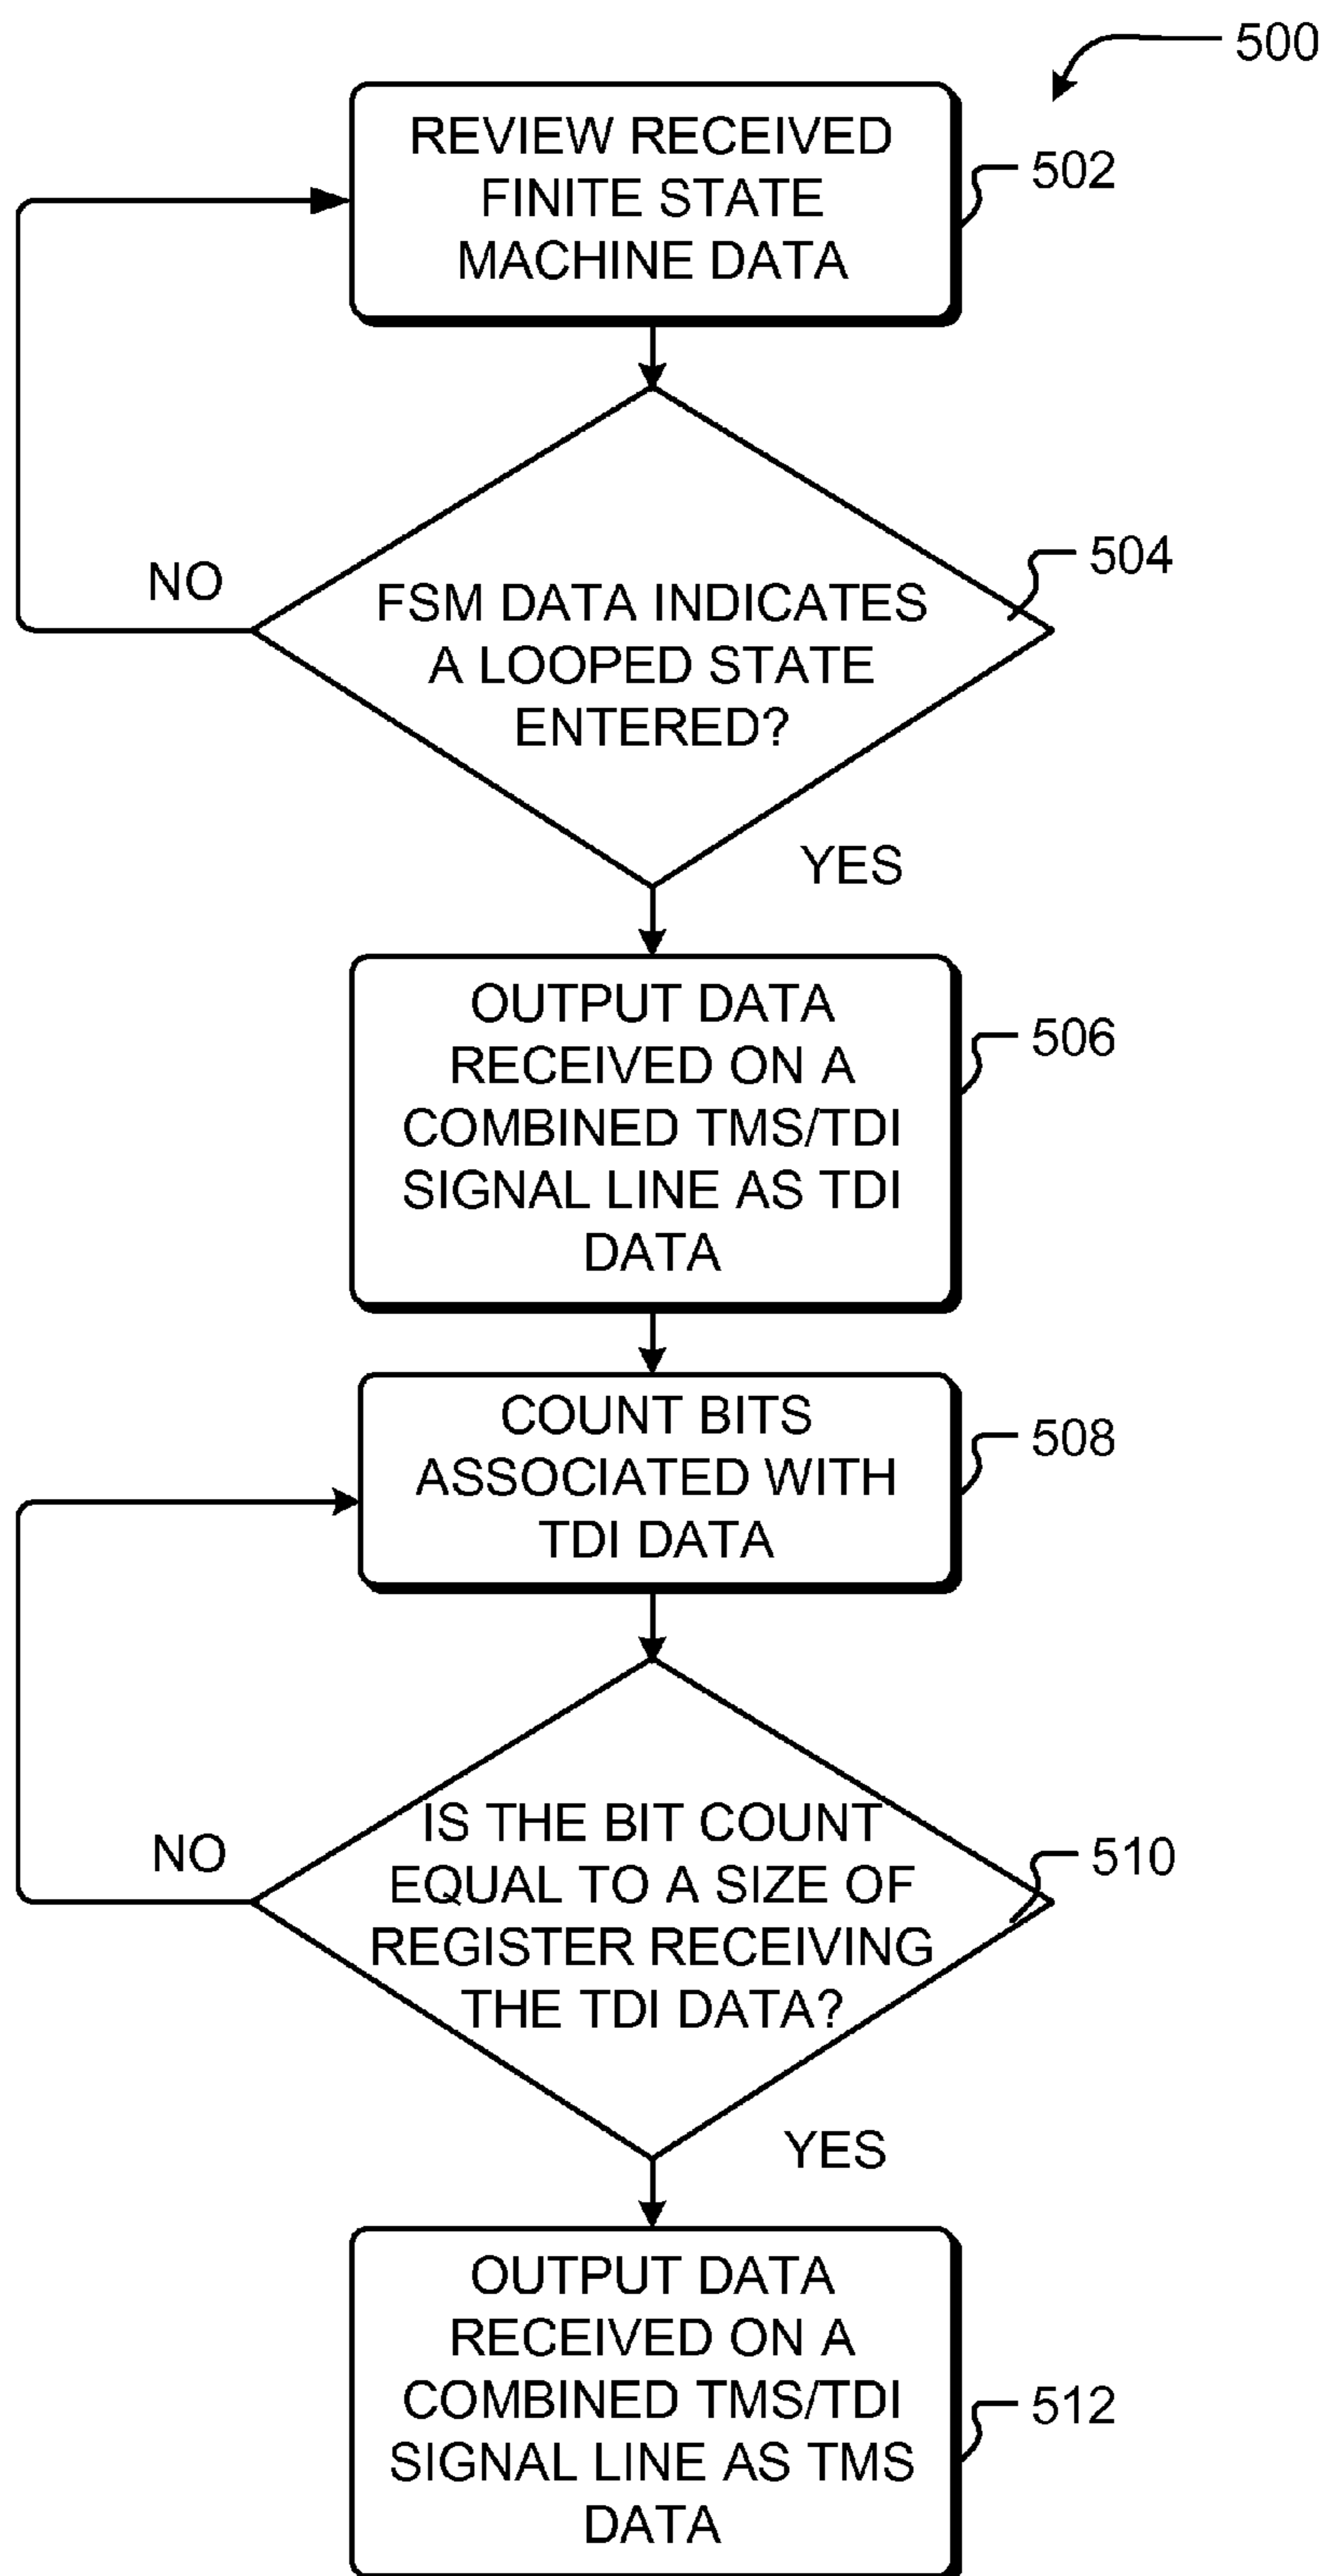 500
REVIEW RECEIVED
FINITE STATE
MACHINE DATA
502
NO
504
FSM DATA INDICATES
A LOOPED STATE
ENTERED?
YES
OUTPUT DATA
RECEIVED ON A
COMBINED TMS/TDI
SIGNAL LINE AS TDI
DATA
506
COUNT BITS
ASSOCIATED WITH
TDI DATA
508
NO
IS THE BIT COUNT
EQUAL TO A SIZE OF
REGISTER RECEIVING
THE TDI DATA?
510
YES
OUTPUT DATA
RECEIVED ON A
COMBINED TMS/TDI
SIGNAL LINE AS TMS
DATA
512